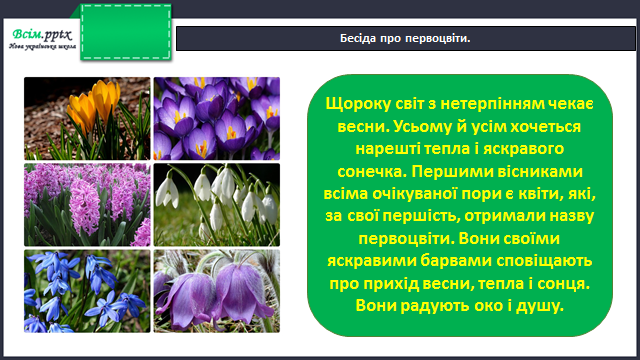 Всім.pptx
Нова українська школа
Бесіда про первоцвіти.
Щороку світ з нетерпінням чекає
весни. Усьому й усім хочеться
нарешті тепла і яскравого
сонечка. Першими вісниками
всіма очікуваної пори є квіти, які,
за свої першість, отримали назву
первоцвіти. Вони своїми
яскравими барвами сповіщають
про прихід весни, тепла і сонця.
Вони радують око і душу.